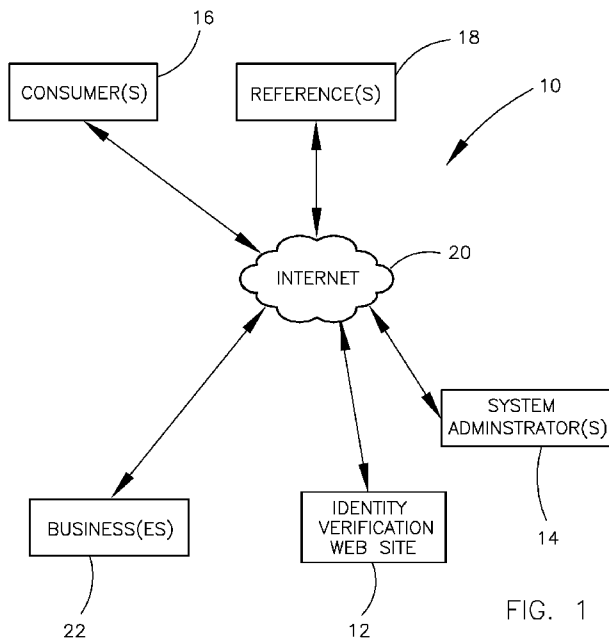 16
18
CONSUMER(S)
REFERENCE(S)
10
20
INTERNET
SYSTEM
ADMINSTRATOR(S)
IDENTITY
VERIFICATION
WEB SITE
BUSINESS(ES)
14
22
12
FIG. 1